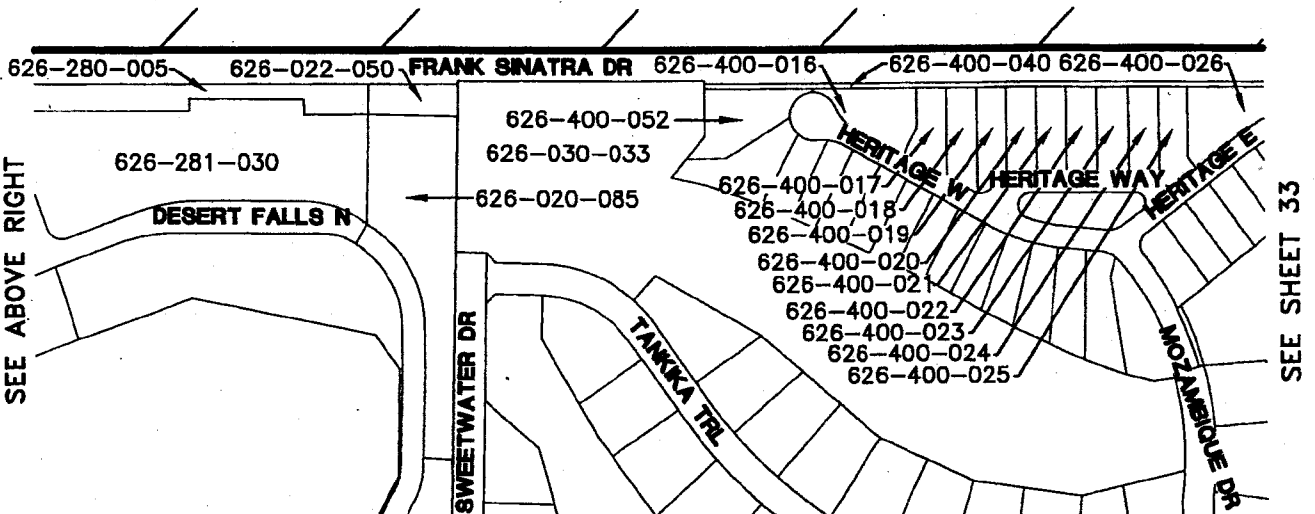 626-280-005 626-022-050 FRANK SINATRA DR 626-400-016 626-400-040 626-400-026
626-400-052
626-030-033
626-281-030
626-020-085
DESERT FALLS N
HERITAGE W
HERITAGE WAY
HERITAGE E
626-400-017
626-400-018
626-400-019
626-400-020
626-400-021
626-400-022
626-400-023
626-400-024
626-400-025
SEE ABOVE RIGHT
SEE SHEET 33
SWEETWATER DR
TANKIKA TRL
MOZAMBIQUE DR